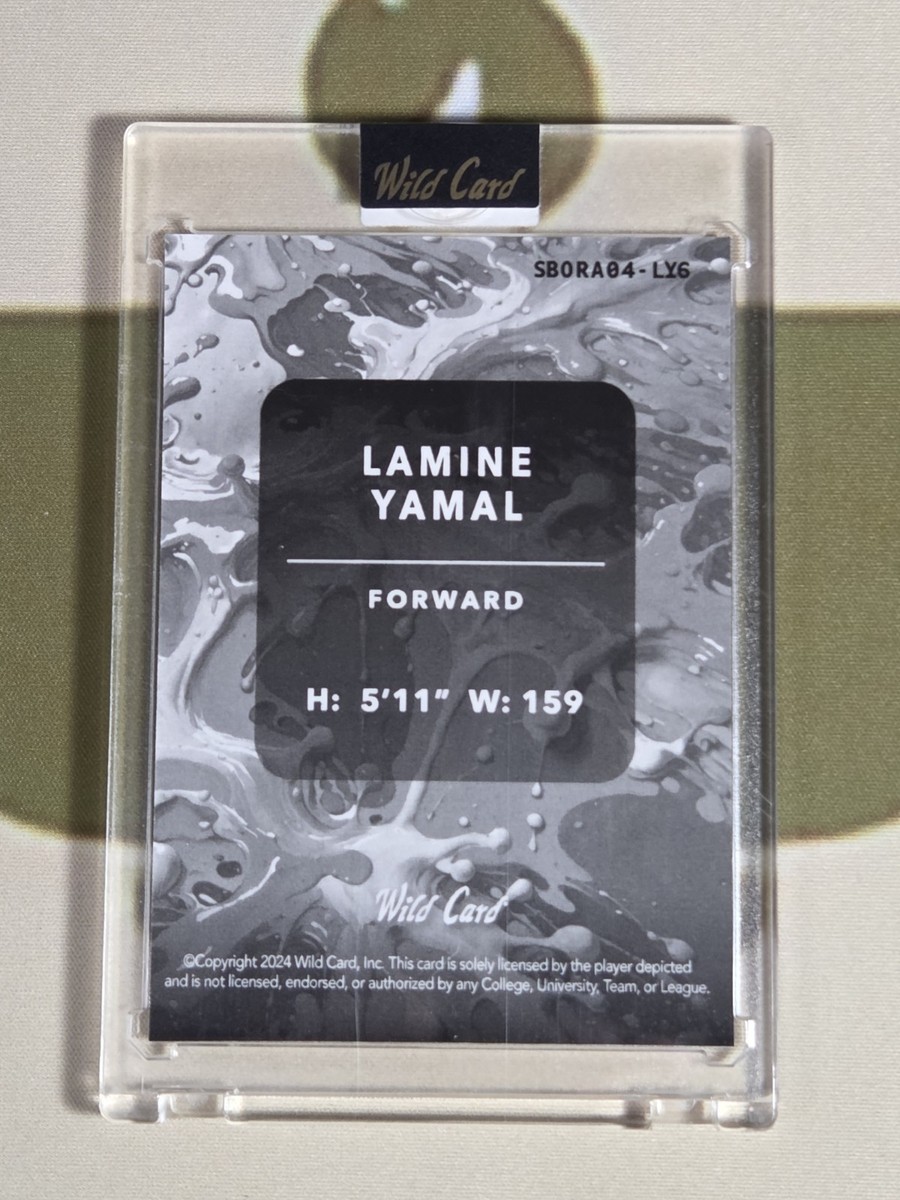 Wild Card
SBORA04-LY6
LAMINE
YAMAL
FORWARD
H: 5'11" W: 159
Wild Card
©Copyright 2024 Wild Card, Inc. This card is solely licensed by the player depicted
and is not licensed, endorsed, or authorized by any College, University, Team, or League.